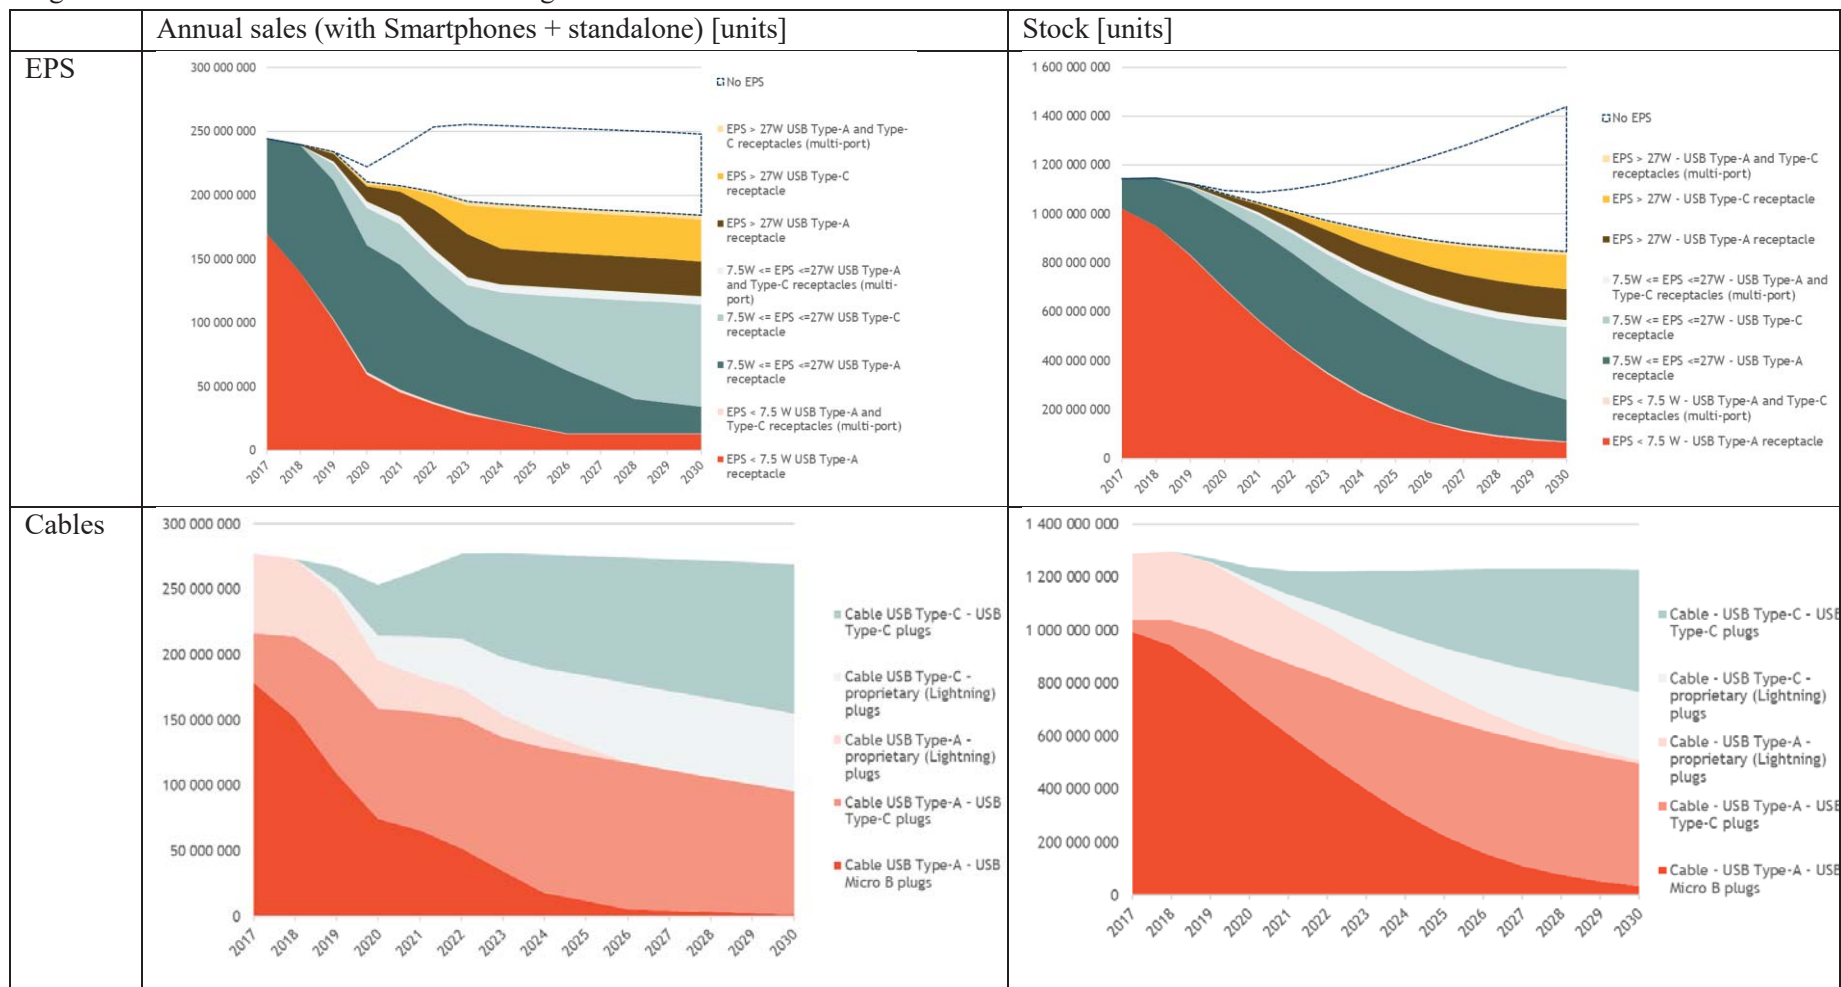 Annual sales (with Smartphones + standalone) [units]
Stock [units]
EPS
300 000 000
250 000 000
200 000 000
150 000 000
100 000 000
50 000 000
0
2017
2018
2019
2020
2021
2022
2023
2024
2025
2026
2027
2028
2029
2030
No EPS
EPS > 27W USB Type-A and Type-
C receptacles (multi-port)
EPS > 27W USB Type-C
receptacle
EPS > 27W USB Type-A
receptacle
7.5W <= EPS <=27W USB Type-A
and Type-C receptacles (multi-
port)
7.5W <= EPS <=27W USB Type-C
receptacle
7.5W <= EPS <=27W USB Type-A
receptacle
EPS < 7.5 W USB Type-A and
Type-C receptacles (multi-port)
EPS < 7.5 W USB Type-A
receptacle
1 600 000 000
1 400 000 000
1 200 000 000
1 000 000 000
800 000 000
600 000 000
400 000 000
200 000 000
0
2017
2018
2019
2020
2021
2022
2023
2024
2025
2026
2027
2028
2029
2030
No EPS
EPS > 27W - USB Type-A and Type-C
receptacles (multi-port)
EPS > 27W - USB Type-C receptacle
EPS > 27W - USB Type-A receptacle
7.5W <= EPS <=27W - USB Type-A and
Type-C receptacles (multi-port)
7.5W <= EPS <=27W - USB Type-C
receptacle
7.5W <= EPS <=27W - USB Type-A
receptacle
EPS < 7.5 W - USB Type-A and Type-C
receptacles (multi-port)
EPS < 7.5 W - USB Type-A receptacle
Cables
300 000 000
250 000 000
200 000 000
150 000 000
100 000 000
50 000 000
0
2017
2018
2019
2020
2021
2022
2023
2024
2025
2026
2027
2028
2029
2030
Cable USB Type-C - USB
Type-C plugs
Cable USB Type-C -
proprietary (Lightning)
plugs
Cable USB Type-A -
proprietary (Lightning)
plugs
Cable USB Type-A - USB
Type-C plugs
Cable USB Type-A - USB
Micro B plugs
1 400 000 000
1 200 000 000
1 000 000 000
800 000 000
600 000 000
400 000 000
200 000 000
0
2017
2018
2019
2020
2021
2022
2023
2024
2025
2026
2027
2028
2029
2030
Cable - USB Type-C - USB
Type-C plugs
Cable - USB Type-C -
proprietary (Lightning)
plugs
Cable - USB Type-A -
proprietary (Lightning)
plugs
Cable - USB Type-A - USB
Type-C plugs
Cable - USB Type-A - USB
Micro B plugs